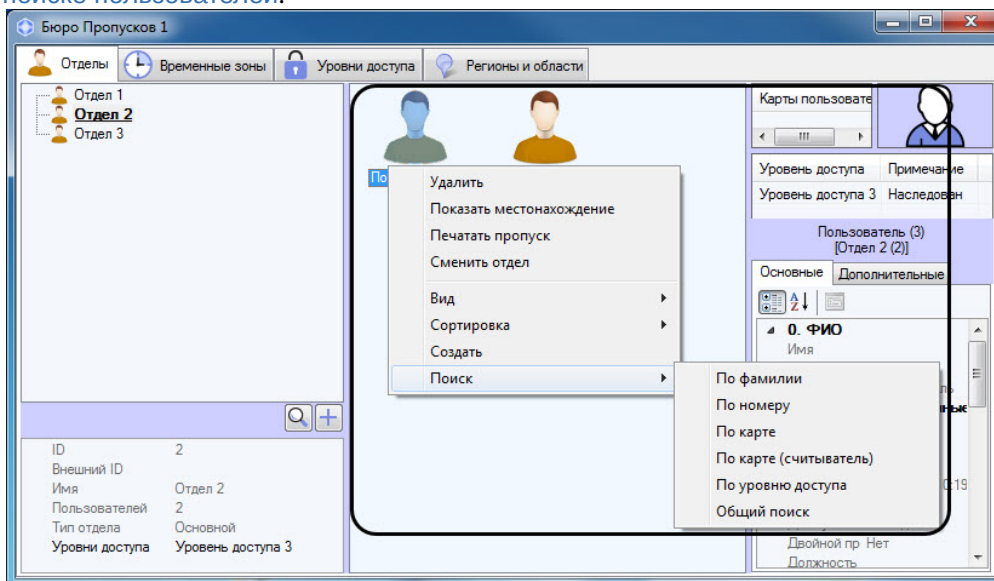 поиске пользователей.
Бюро Пропусков 1
Отделы Временные зоны Уровни доступа Регионы и области
Отдел 1
Отдел 2
Отдел 3
ID 2
Внешний ID
Имя Отдел 2
Пользователей 2
Тип отдела Основной
Уровни доступа Уровень доступа 3
По
Удалить
Показать местонахождение
Печатать пропуск
Сменить отдел
Вид
Сортировка
Создать
Поиск
По фамилии
По номеру
По карте
По карте (считыватель)
По уровню доступа
Общий поиск
Карты пользовате
Уровень доступа Примечание
Уровень доступа 3 Наследован
Пользователь (3)
[Отдел 2 (2)]
Основные Дополнительные
0. ФИО
Имя
Двойной пр Нет
Должность